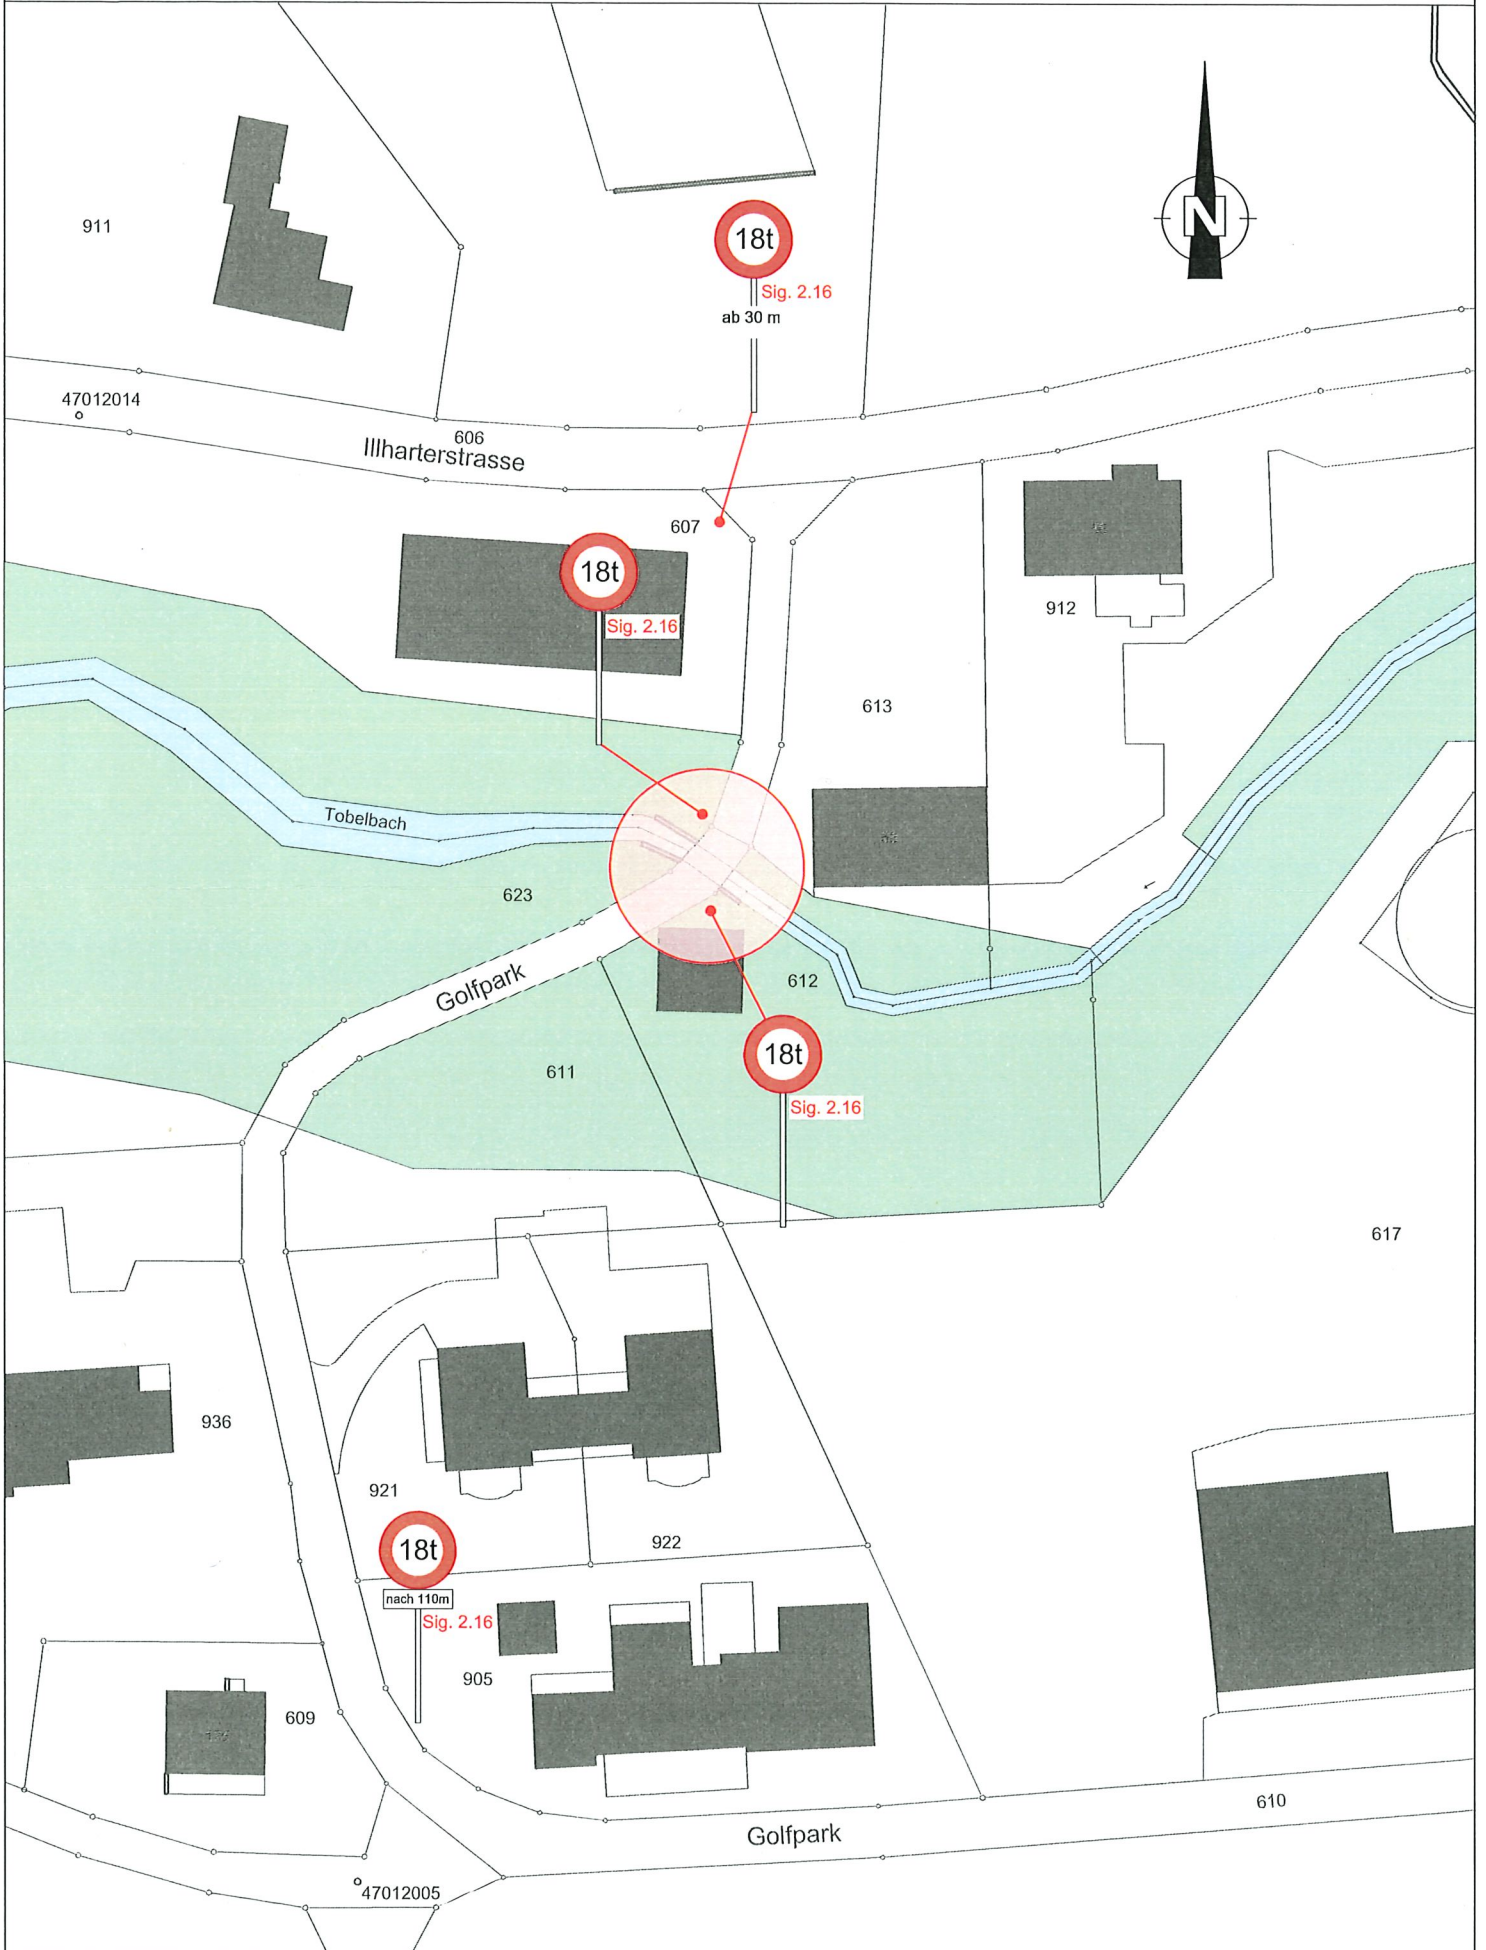 911
N
18t
Sig. 2.16
ab 30 m
47012014
606
Illharterstrasse
607
18t
Sig. 2.16
912
613
Tobelbach
623
Golfpark
612
611
18t
Sig. 2.16
617
936
921
922
18t
nach 110m
Sig. 2.16
905
609
610
Golfpark
47012005